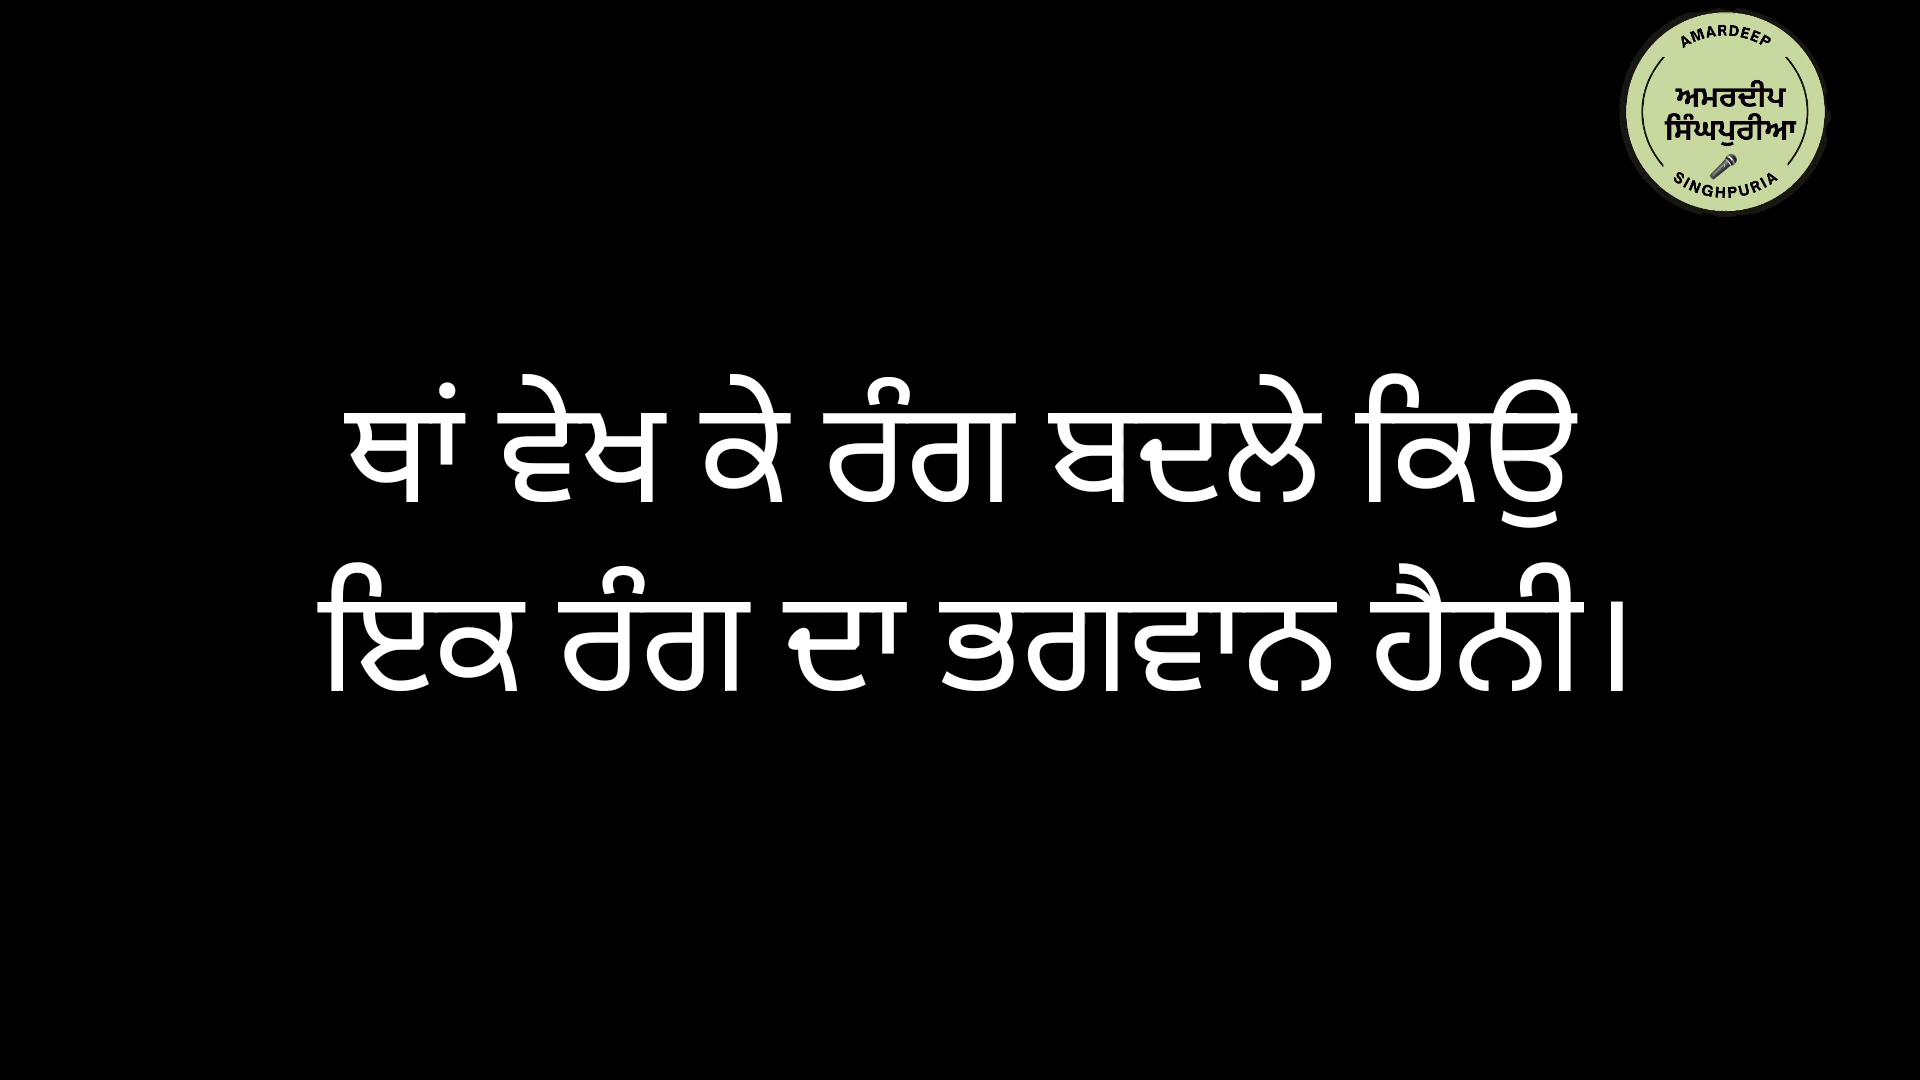 AMARDEEP
ਅਮਰਦੀਪ
ਸਿੰਘਪੁਰੀਆ
SINGHPURIA
ਥਾਂ ਵੇਖ ਕੇ ਰੰਗ ਬਦਲੇ ਕਿਉ
ਇਕ ਰੰਗ ਦਾ ਭਗਵਾਨ ਹੈਨੀ।